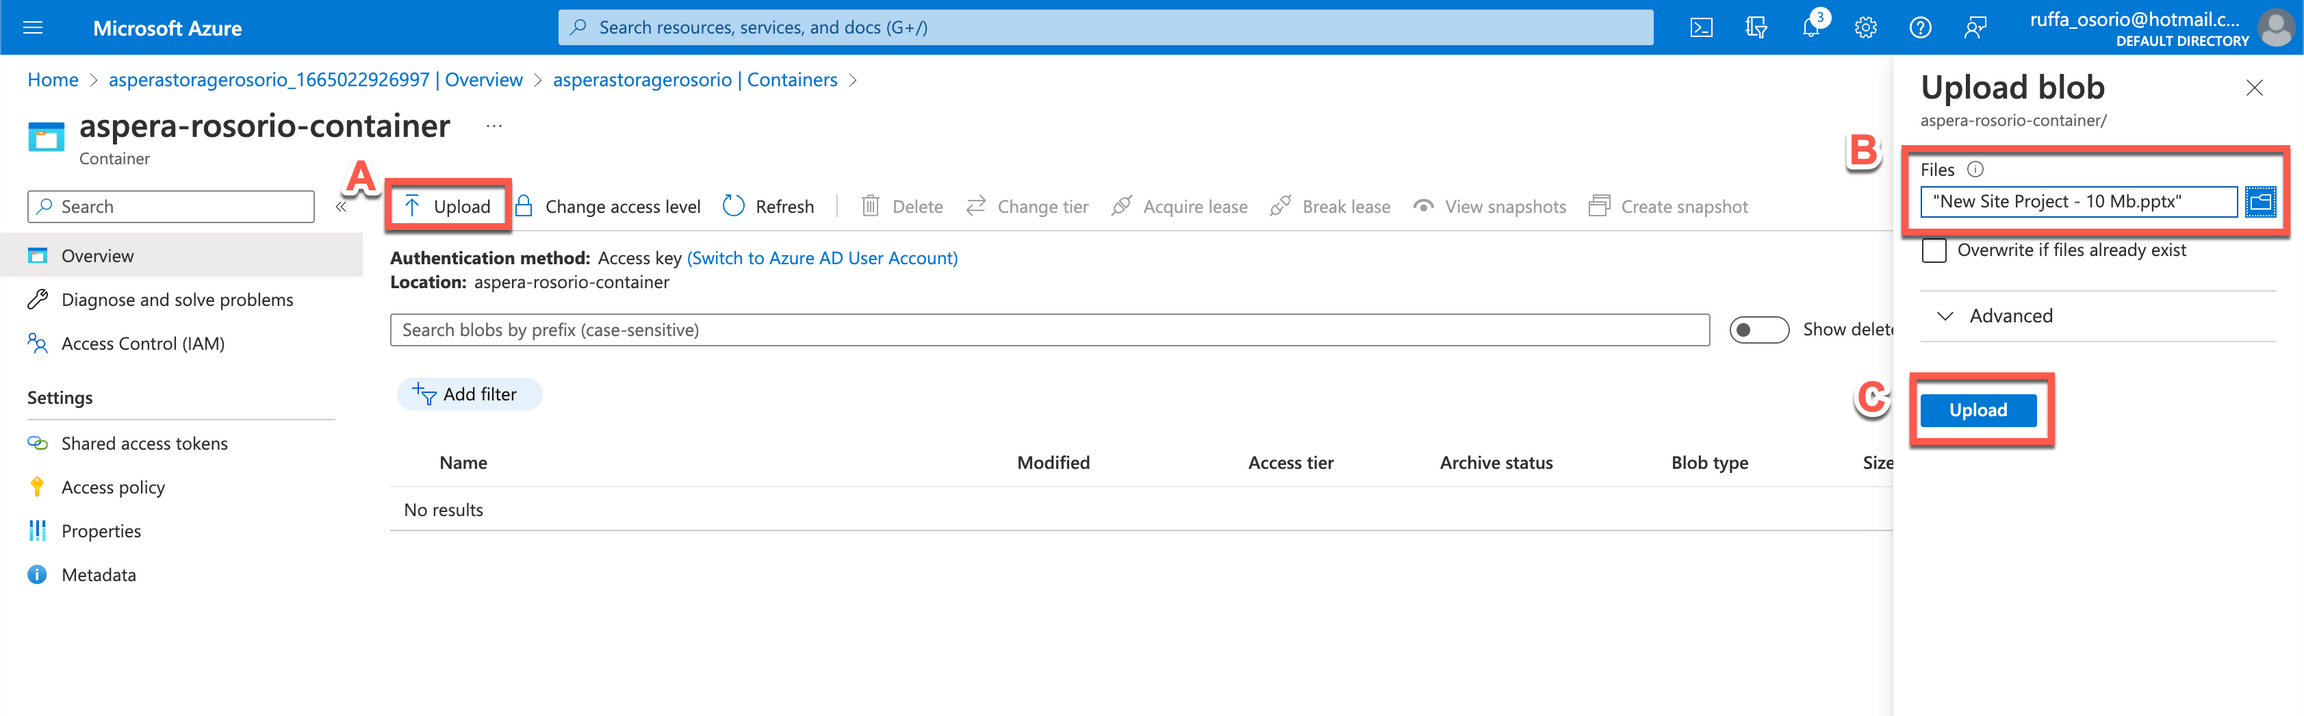 Microsoft Azure
Search resources, services, and docs (G+/)
3
ruffa_osorio@hotmail.c...
DEFAULT DIRECTORY
Home > asperastoragerosorio_1665022926997 | Overview > asperastoragerosorio | Containers >
aspera-rosorio-container ...
Container
Search
«
Overview
Diagnose and solve problems
Access Control (IAM)
Settings
Shared access tokens
Access policy
Properties
Metadata
A
Upload Change access level Refresh Delete Change tier Acquire lease Break lease View snapshots Create snapshot
Authentication method: Access key (Switch to Azure AD User Account)
Location: aspera-rosorio-container
Search blobs by prefix (case-sensitive)
Show delete
Add filter
Name Modified Access tier Archive status Blob type Size
No results
Upload blob
aspera-rosorio-container/
B
Files
"New Site Project - 10 Mb.pptx"
Overwrite if files already exist
Advanced
C
Upload